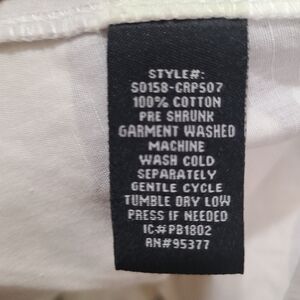 STYLE#:
S0158-CRPS07
100% COTTON
PRE SHRUNK
GARMENT WASHED
MACHINE
WASH COLD
SEPARATELY
GENTLE CYCLE
TUMBLE DRY LOW
PRESS IF NEEDED
IC#PB1802
RN#95377